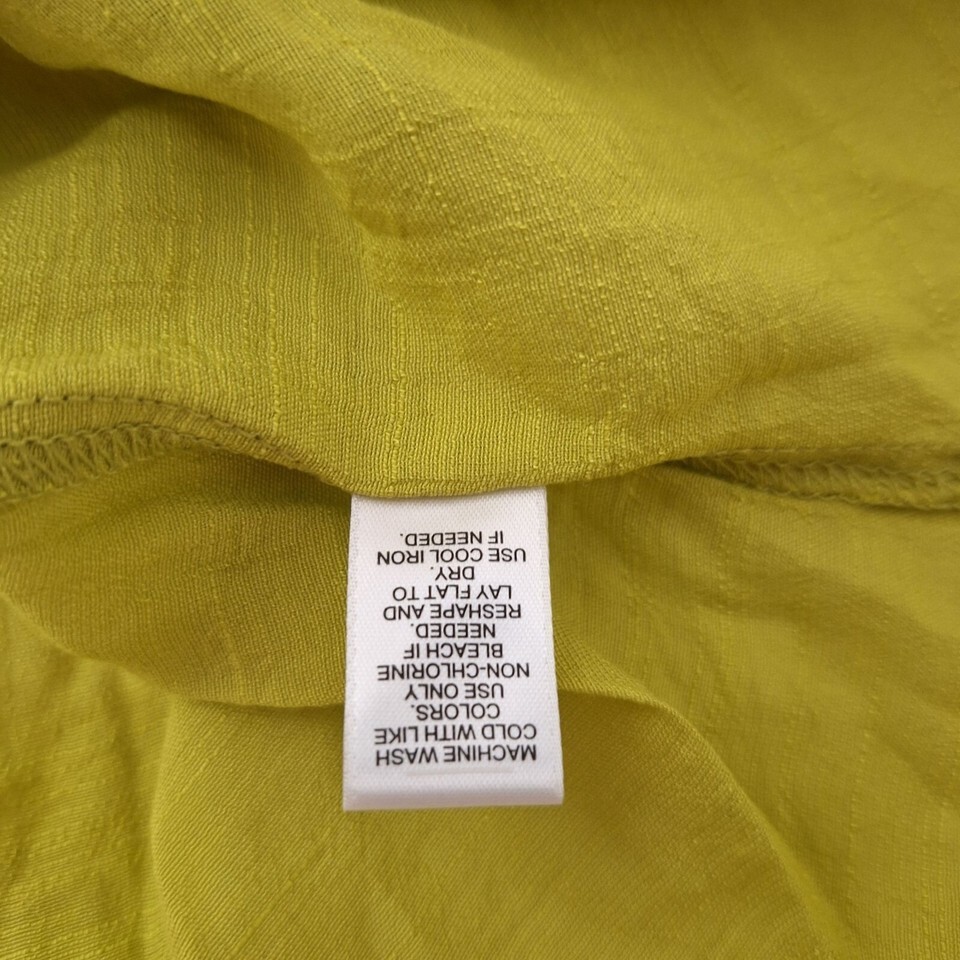 MACHINE WASH
COLD WITH LIKE
COLORS.
USE ONLY
NON-CHLORINE
BLEACH IF
NEEDED.
RESHAPE AND
LAY FLAT TO
DRY.
USE COOL IRON
IF NEEDED.